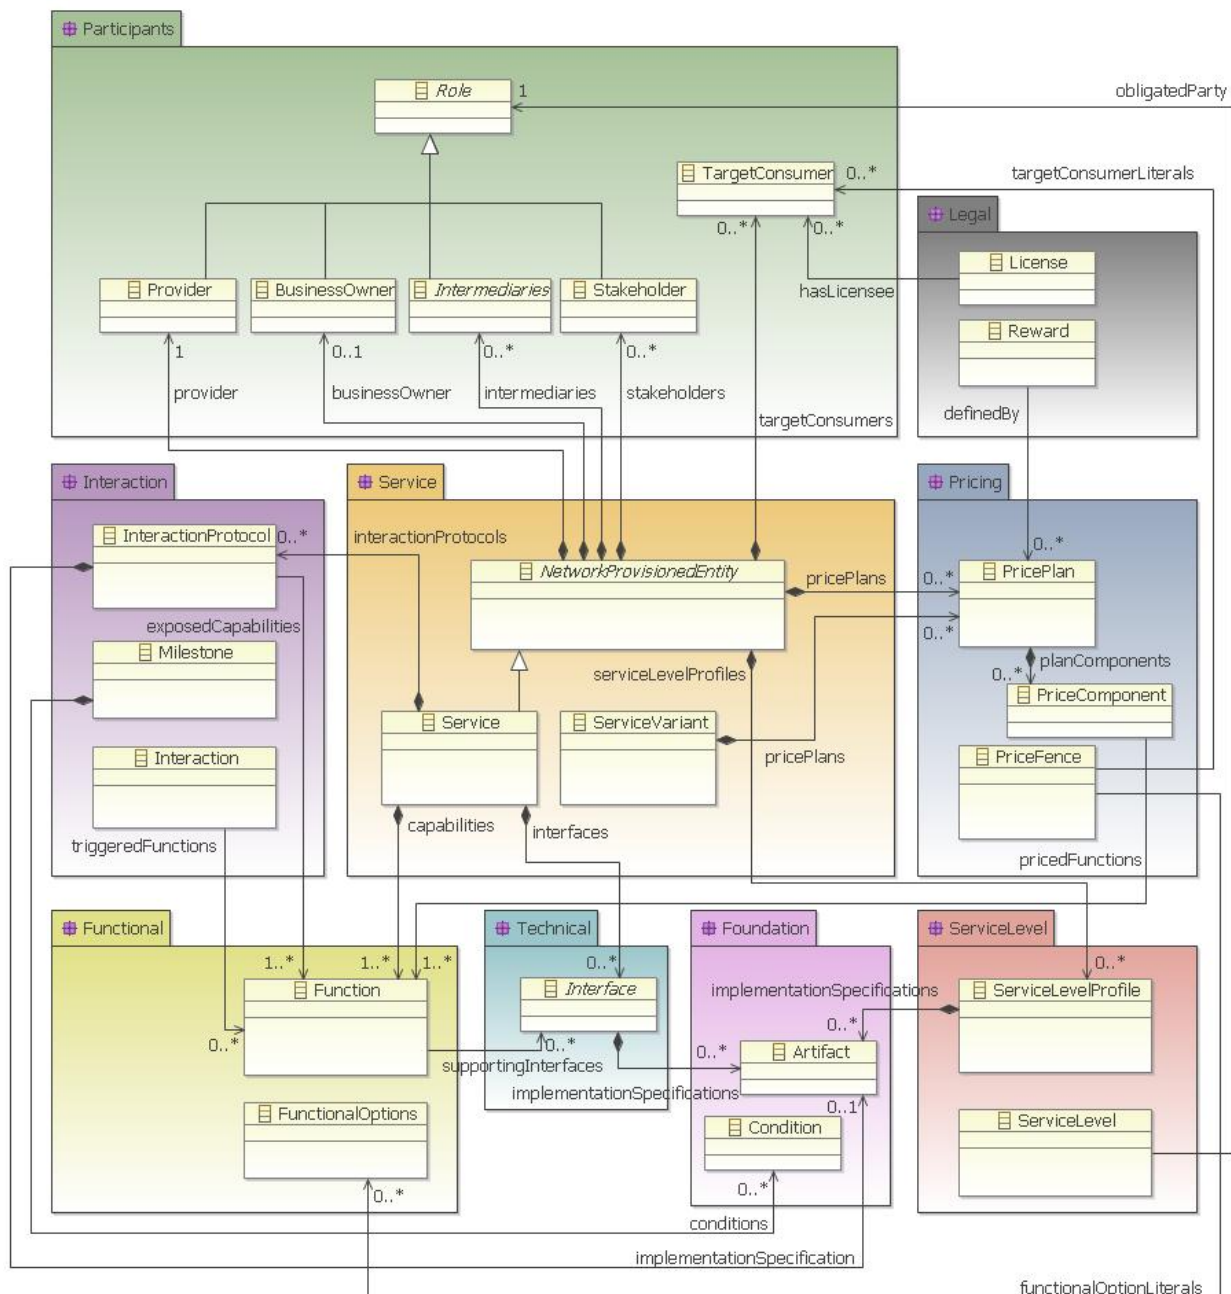 Participants
Role
1
obligatedParty
TargetConsumer
0..*
targetConsumerLiterals
0..*
0..*
Legal
License
hasLicensee
Provider
BusinessOwner
Intermediaries
Stakeholder
Reward
1
0..1
0..*
0..*
provider
businessOwner
intermediaries
stakeholders
targetConsumers
definedBy
Interaction
Service
Pricing
InteractionProtocol
0..*
interactionProtocols
0..*
NetworkProvisionedEntity
pricePlans
0..*
PricePlan
exposedCapabilities
0..*
Milestone
serviceLevelProfiles
planComponents
0..*
PriceComponent
Service
ServiceVariant
Interaction
pricePlans
PriceFence
capabilities
interfaces
triggeredFunctions
pricedFunctions
Functional
Technical
Foundation
ServiceLevel
1..*
1..*
1..*
0..*
0..*
Function
Interface
implementationSpecifications
ServiceLevelProfile
0..*
0..*
0..*
0..*
Artifact
supportingInterfaces
implementationSpecifications
FunctionalOptions
0..1
Condition
ServiceLevel
0..*
0..*
conditions
implementationSpecification
functionalOptionLiterals